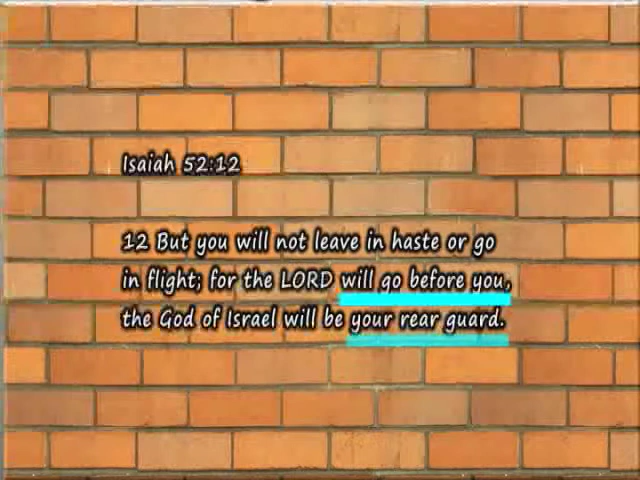 Isaiah 52:12
12 But you will not leave in haste or go
in flight; for the LORD will go before you,
the God of Israel will be your rear guard.